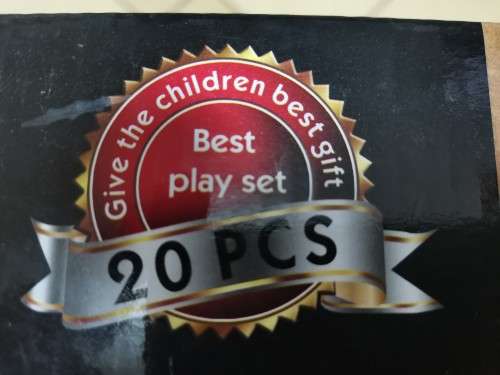 Give the children best gift
Best
play set
20 PCS